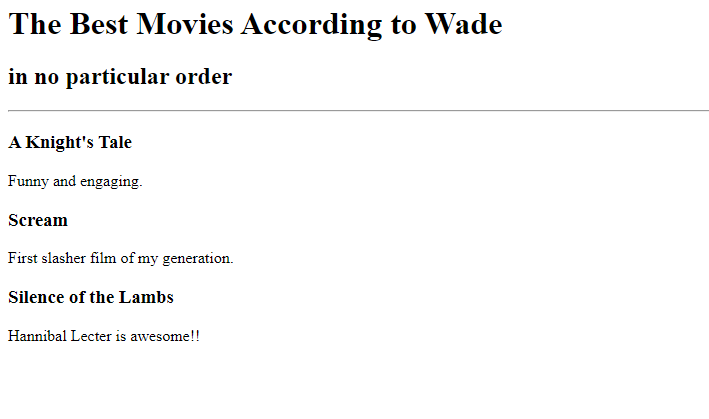 The Best Movies According to Wade
in no particular order
A Knight's Tale
Funny and engaging.
Scream
First slasher film of my generation.
Silence of the Lambs
Hannibal Lecter is awesome!!